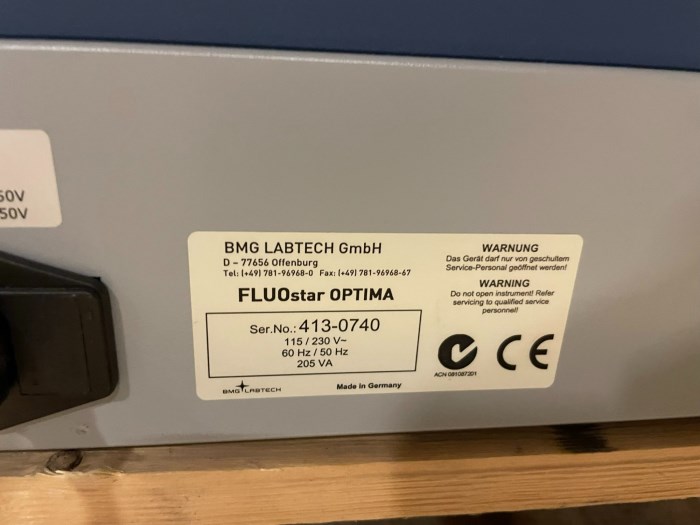 50V
50V
BMG LABTECH GmbH
D - 77656 Offenburg
Tel: (+49) 781-96968-0 Fax: (+49) 781-96968-67
FLUOstar OPTIMA
Ser.No.: 413-0740
115 / 230 V~
60 Hz / 50 Hz
205 VA
BMG LABTECH
Made in Germany
WARNUNG
Das Gerät darf nur von geschultem
Service-Personal geöffnet werden!
WARNING
Do not open instrument! Refer
servicing to qualified service
personnel!
CE
ACN 081087201